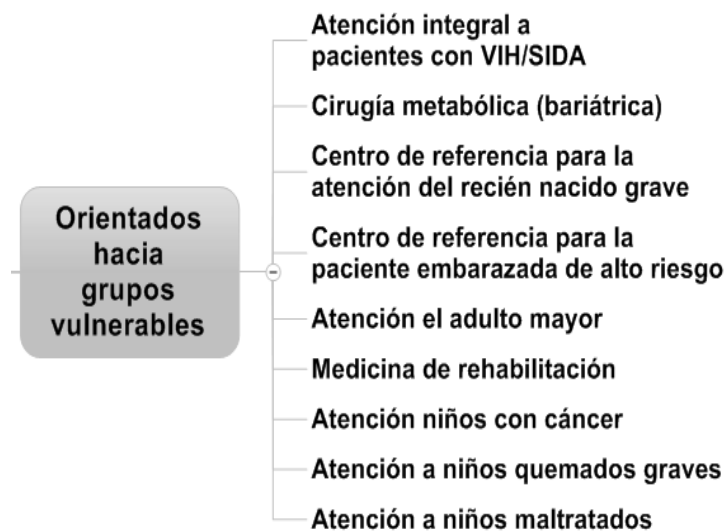 Orientados
hacia
grupos
vulnerables
Atención integral a
pacientes con VIH/SIDA
Cirugía metabólica (bariátrica)
Centro de referencia para la
atención del recién nacido grave
Centro de referencia para la
paciente embarazada de alto riesgo
Atención el adulto mayor
Medicina de rehabilitación
Atención niños con cáncer
Atención a niños quemados graves
Atención a niños maltratados